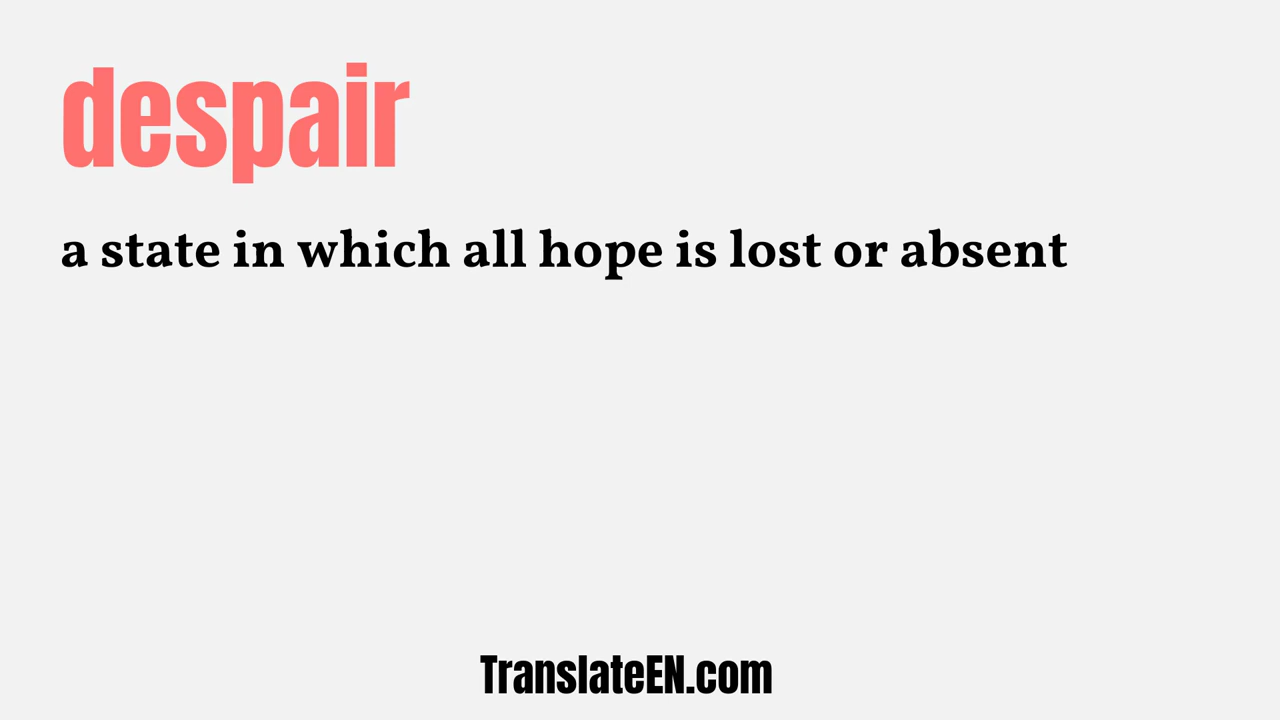 despair
a state in which all hope is lost or absent
TranslateEN.com